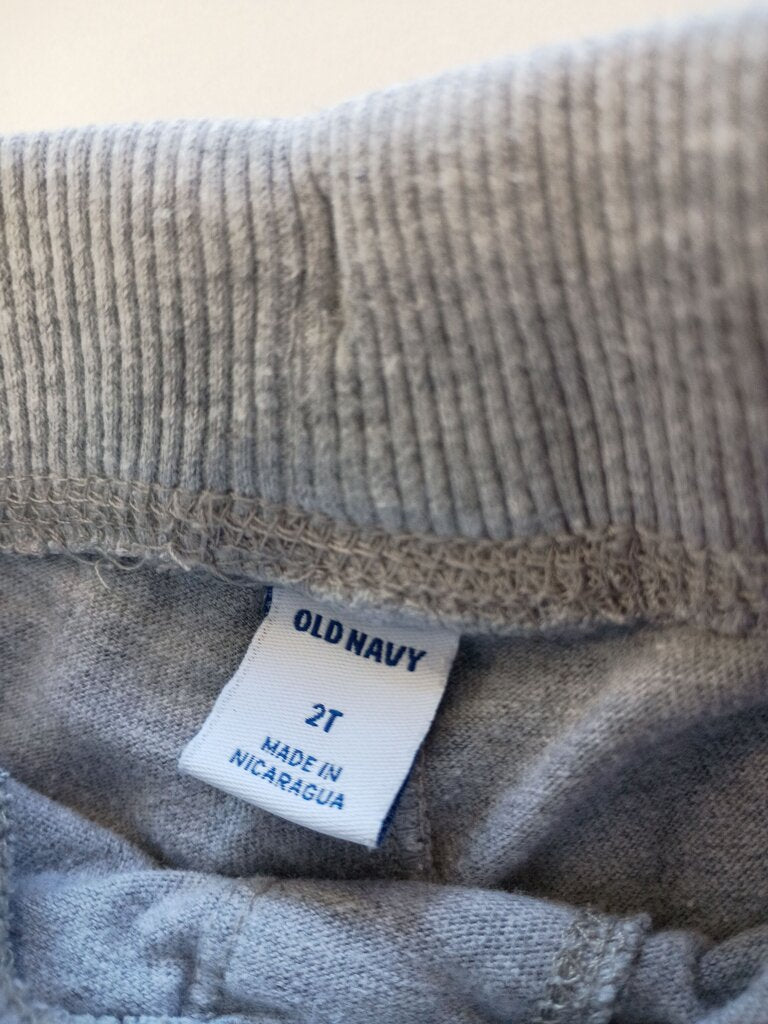 OLD NAVY
2T
MADE IN
NICARAGUA